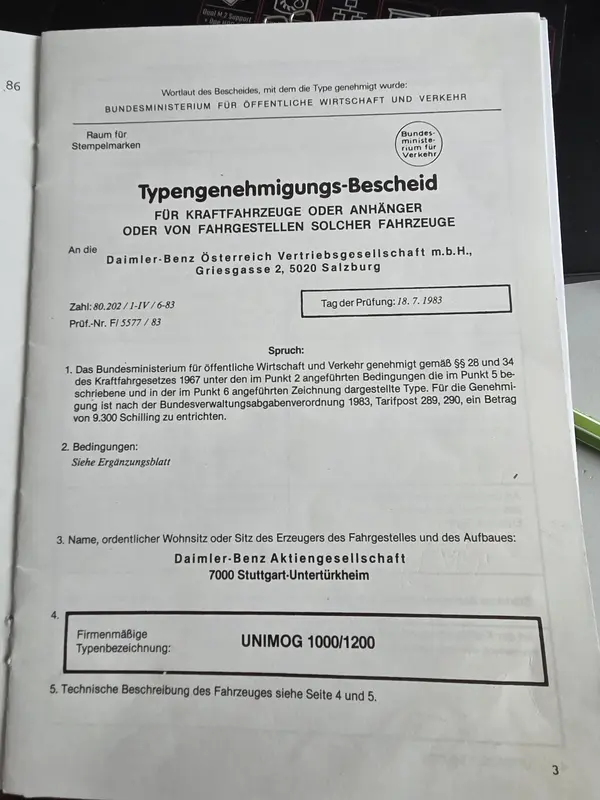 .86
Dual M.2 Support
Wortlaut des Bescheides, mit dem die Type genehmigt wurde:
BUNDESMINISTERIUM FÜR ÖFFENTLICHE WIRTSCHAFT UND VERKEHR
Raum für
Stempelmarken
Bundes-
ministe-
rium für
Verkehr
Typengenehmigungs-Bescheid
FÜR KRAFTFAHRZEUGE ODER ANHÄNGER
ODER VON FAHRGESTELLEN SOLCHER FAHRZEUGE
An die
Daimler-Benz Österreich Vertriebsgesellschaft m.b.H.,
Griesgasse 2, 5020 Salzburg
Zahl: 80.202 / 1-IV / 6-83
Tag der Prüfung: 18. 7. 1983
Prüf.-Nr. F/ 5577 / 83
Spruch:
1. Das Bundesministerium für öffentliche Wirtschaft und Verkehr genehmigt gemäß §§ 28 und 34
des Kraftfahrgesetzes 1967 unter den im Punkt 2 angeführten Bedingungen die im Punkt 5 be-
schriebene und in der im Punkt 6 angeführten Zeichnung dargestellte Type. Für die Genehmi-
gung ist nach der Bundesverwaltungsabgabenverordnung 1983, Tarifpost 289, 290, ein Betrag
von 9.300 Schilling zu entrichten.
2. Bedingungen:
Siehe Ergänzungsblatt
3. Name, ordentlicher Wohnsitz oder Sitz des Erzeugers des Fahrgestelles und des Aufbaues:
Daimler-Benz Aktiengesellschaft
7000 Stuttgart-Untertürkheim
4.
Firmenmäßige
Typenbezeichnung:
UNIMOG 1000/1200
5. Technische Beschreibung des Fahrzeuges siehe Seite 4 und 5.
3